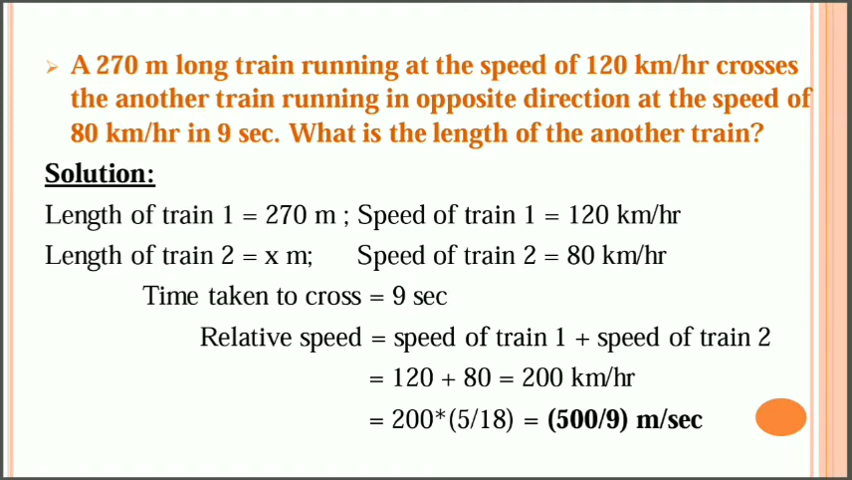 ➢ A 270 m long train running at the speed of 120 km/hr crosses
the another train running in opposite direction at the speed of
80 km/hr in 9 sec. What is the length of the another train?
Solution:
Length of train 1 = 270 m ; Speed of train 1 = 120 km/hr
Length of train 2 = x m; Speed of train 2 = 80 km/hr
Time taken to cross = 9 sec
Relative speed = speed of train 1 + speed of train 2
= 120 + 80 = 200 km/hr
= 200*(5/18) = (500/9) m/sec